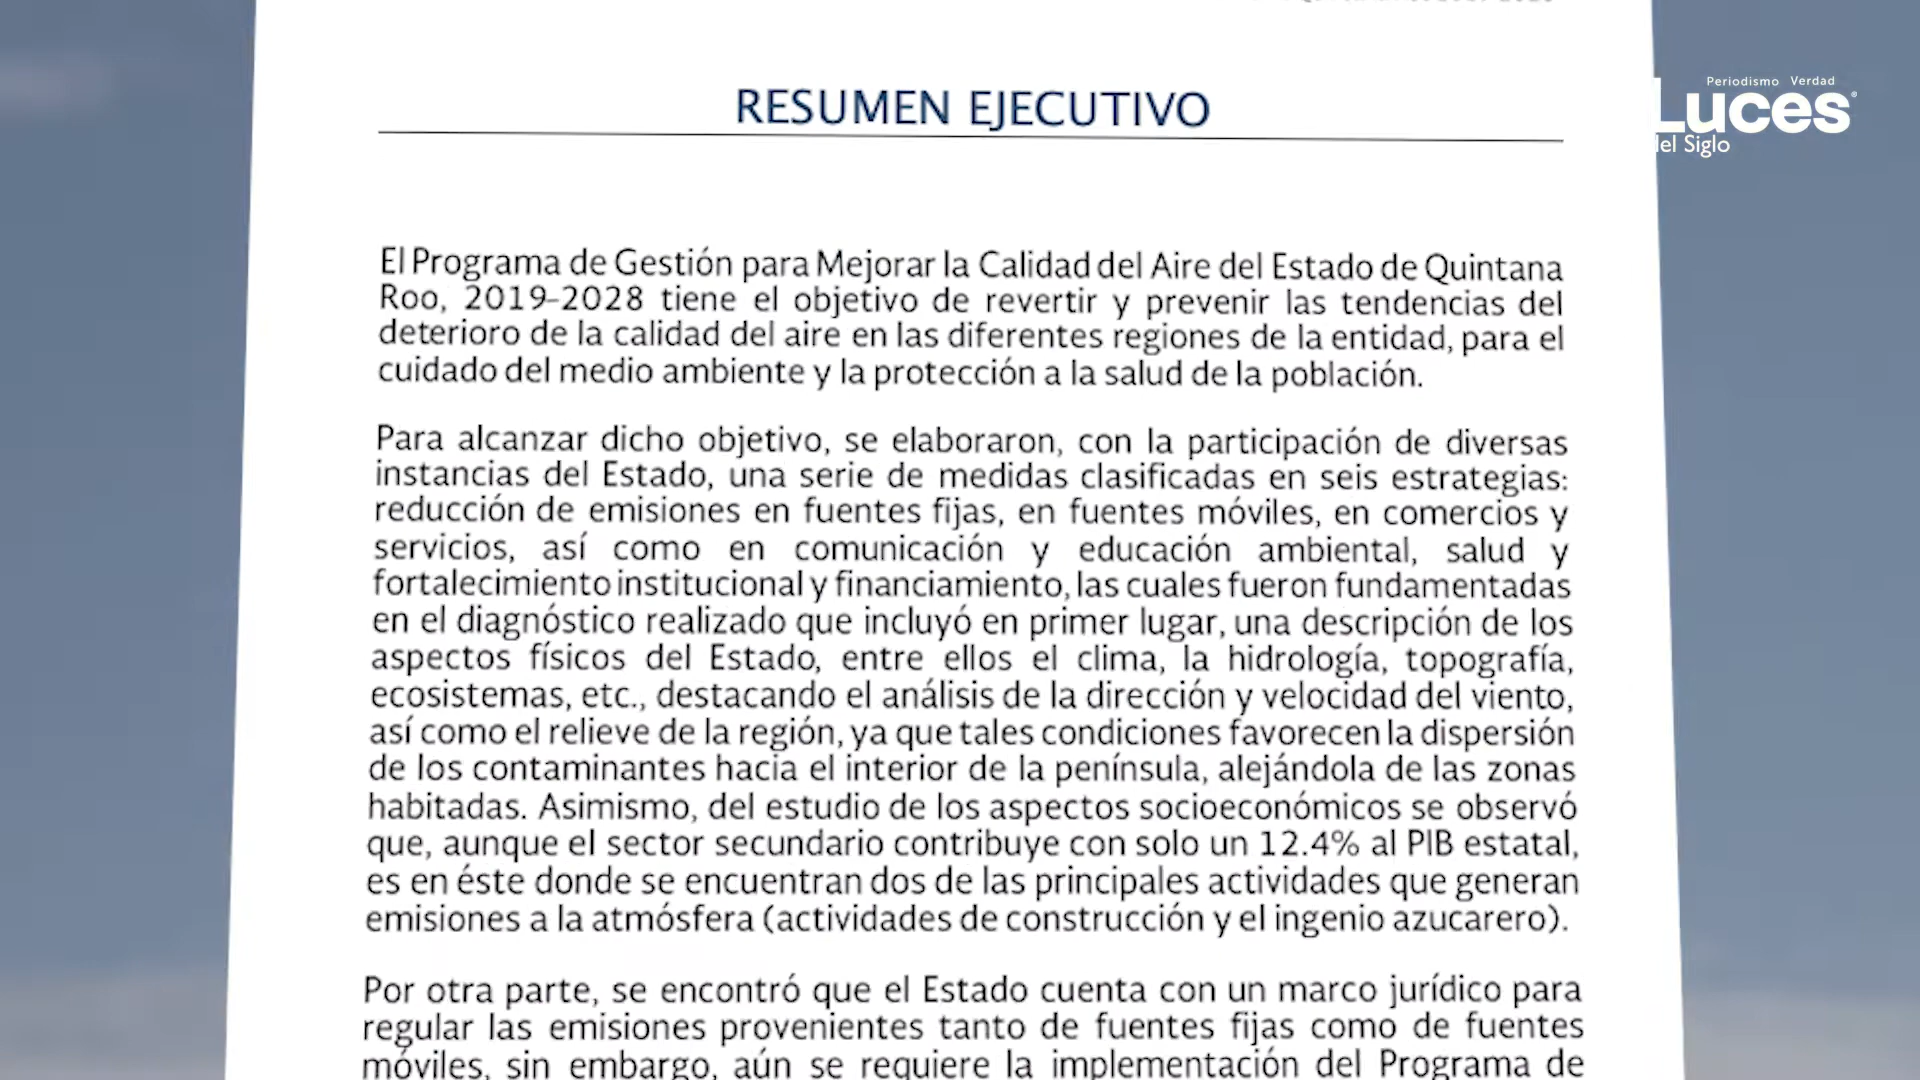 RESUMEN EJECUTIVO
Periodismo Verdad
Luces
del Siglo
El Programa de Gestión para Mejorar la Calidad del Aire del Estado de Quintana
Roo, 2019-2028 tiene el objetivo de revertir y prevenir las tendencias del
deterioro de la calidad del aire en las diferentes regiones de la entidad, para el
cuidado del medio ambiente y la protección a la salud de la población.
Para alcanzar dicho objetivo, se elaboraron, con la participación de diversas
instancias del Estado, una serie de medidas clasificadas en seis estrategias:
reducción de emisiones en fuentes fijas, en fuentes móviles, en comercios y
servicios, así como en comunicación y educación ambiental, salud y
fortalecimiento institucional y financiamiento, las cuales fueron fundamentadas
en el diagnóstico realizado que incluyó en primer lugar, una descripción de los
aspectos físicos del Estado, entre ellos el clima, la hidrología, topografía,
ecosistemas, etc., destacando el análisis de la dirección y velocidad del viento,
así como el relieve de la región, ya que tales condiciones favorecen la dispersión
de los contaminantes hacia el interior de la península, alejándola de las zonas
habitadas. Asimismo, del estudio de los aspectos socioeconómicos se observó
que, aunque el sector secundario contribuye con solo un 12.4% al PIB estatal,
es en éste donde se encuentran dos de las principales actividades que generan
emisiones a la atmósfera (actividades de construcción y el ingenio azucarero).
Por otra parte, se encontró que el Estado cuenta con un marco jurídico para
regular las emisiones provenientes tanto de fuentes fijas como de fuentes
móviles, sin embargo, aún se requiere la implementación del Programa de